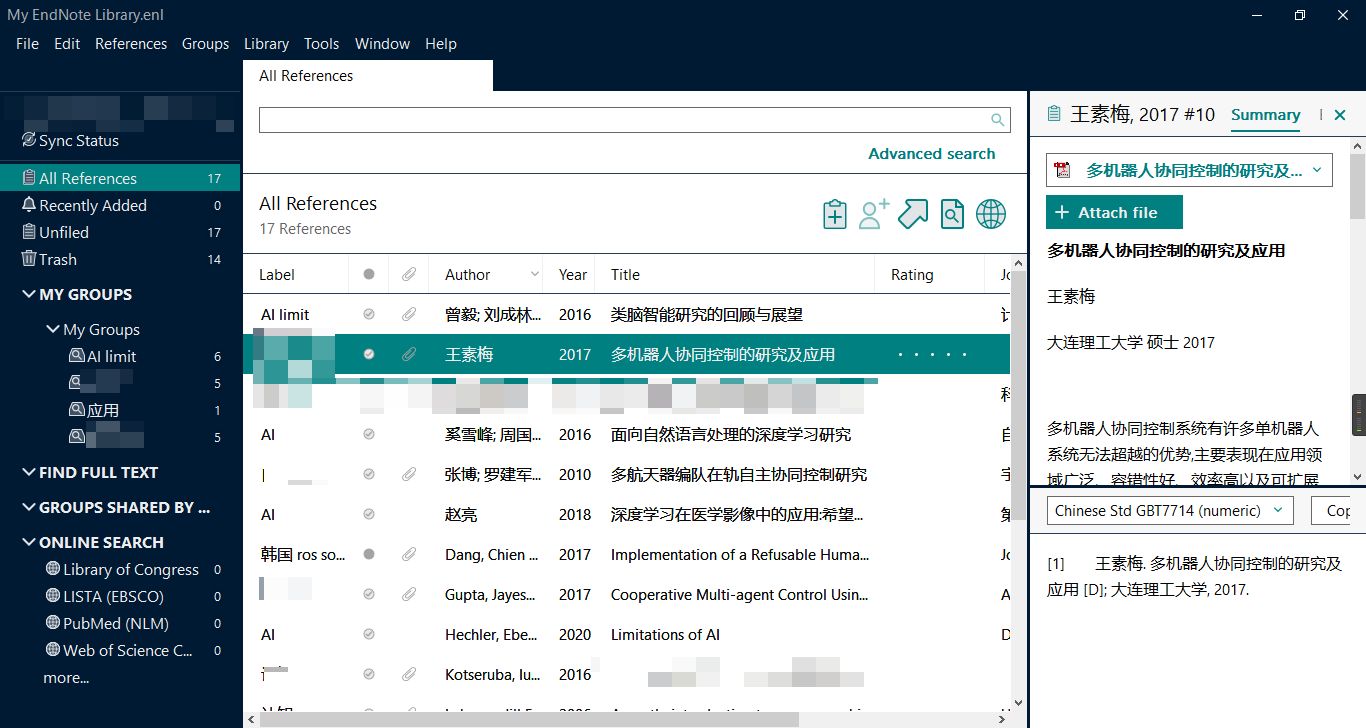 My EndNote Library.enl
File Edit References Groups Library Tools Window Help
Sync Status
All References 17
Recently Added 0
Unfiled 17
Trash 14
MY GROUPS
My Groups
AI limit 6
5
应用 1
5
FIND FULL TEXT
GROUPS SHARED BY ...
ONLINE SEARCH
Library of Congress 0
LISTA (EBSCO) 0
PubMed (NLM) 0
Web of Science C... 0
more...
All References
Advanced search
All References
17 References
Label Author Year Title Rating
AI limit 曾毅; 刘成林... 2016 类脑智能研究的回顾与展望
王素梅 2017 多机器人协同控制的研究及应用 · · · · ·
AI 奚雪峰; 周国... 2016 面向自然语言处理的深度学习研究
张博; 罗建军... 2010 多航天器编队在轨自主协同控制研究
AI 赵亮 2018 深度学习在医学影像中的应用:希望...
韩国 ros so... Dang, Chien ... 2017 Implementation of a Refusable Huma...
Gupta, Jayes... 2017 Cooperative Multi-agent Control Usin...
AI Hechler, Ebe... 2020 Limitations of AI
Kotseruba, Iu... 2016
王素梅, 2017 #10 Summary
多机器人协同控制的研究及...
+ Attach file
多机器人协同控制的研究及应用
王素梅
大连理工大学 硕士 2017
多机器人协同控制系统有许多单机器人
系统无法超越的优势,主要表现在应用领
域广泛、容错性好、效率高以及可扩展
Chinese Std GBT7714 (numeric) Cop
[1] 王素梅. 多机器人协同控制的研究及
应用 [D]; 大连理工大学, 2017.